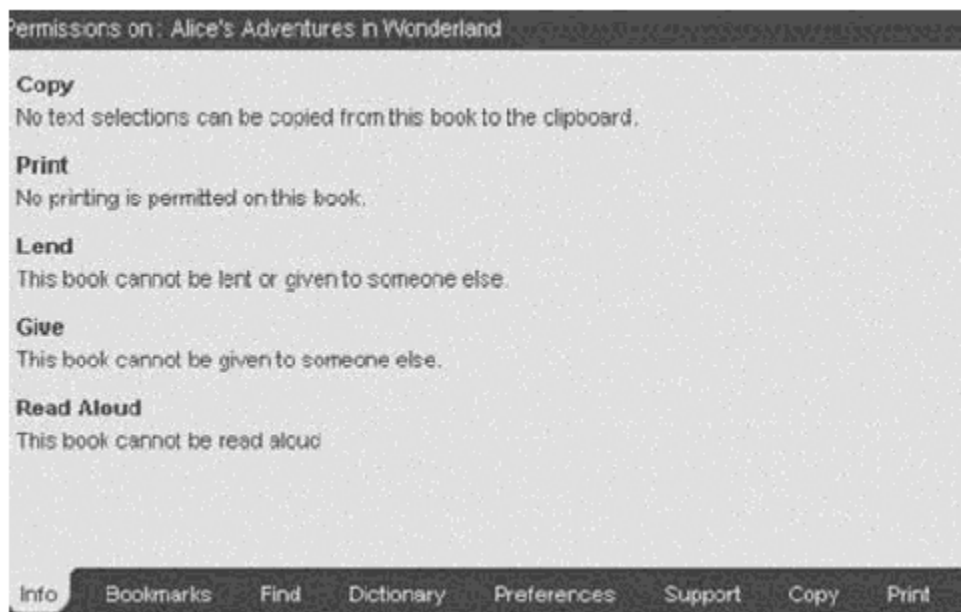 Permissions on : Alice's Adventures in Wonderland
Copy
No text selections can be copied from this book to the clipboard.
Print
No printing is permitted on this book.
Lend
This book cannot be lent or given to someone else.
Give
This book cannot be given to someone else.
Read Aloud
This book cannot be read aloud
Info Bookmarks Find Dictionary Preferences Support Copy Print